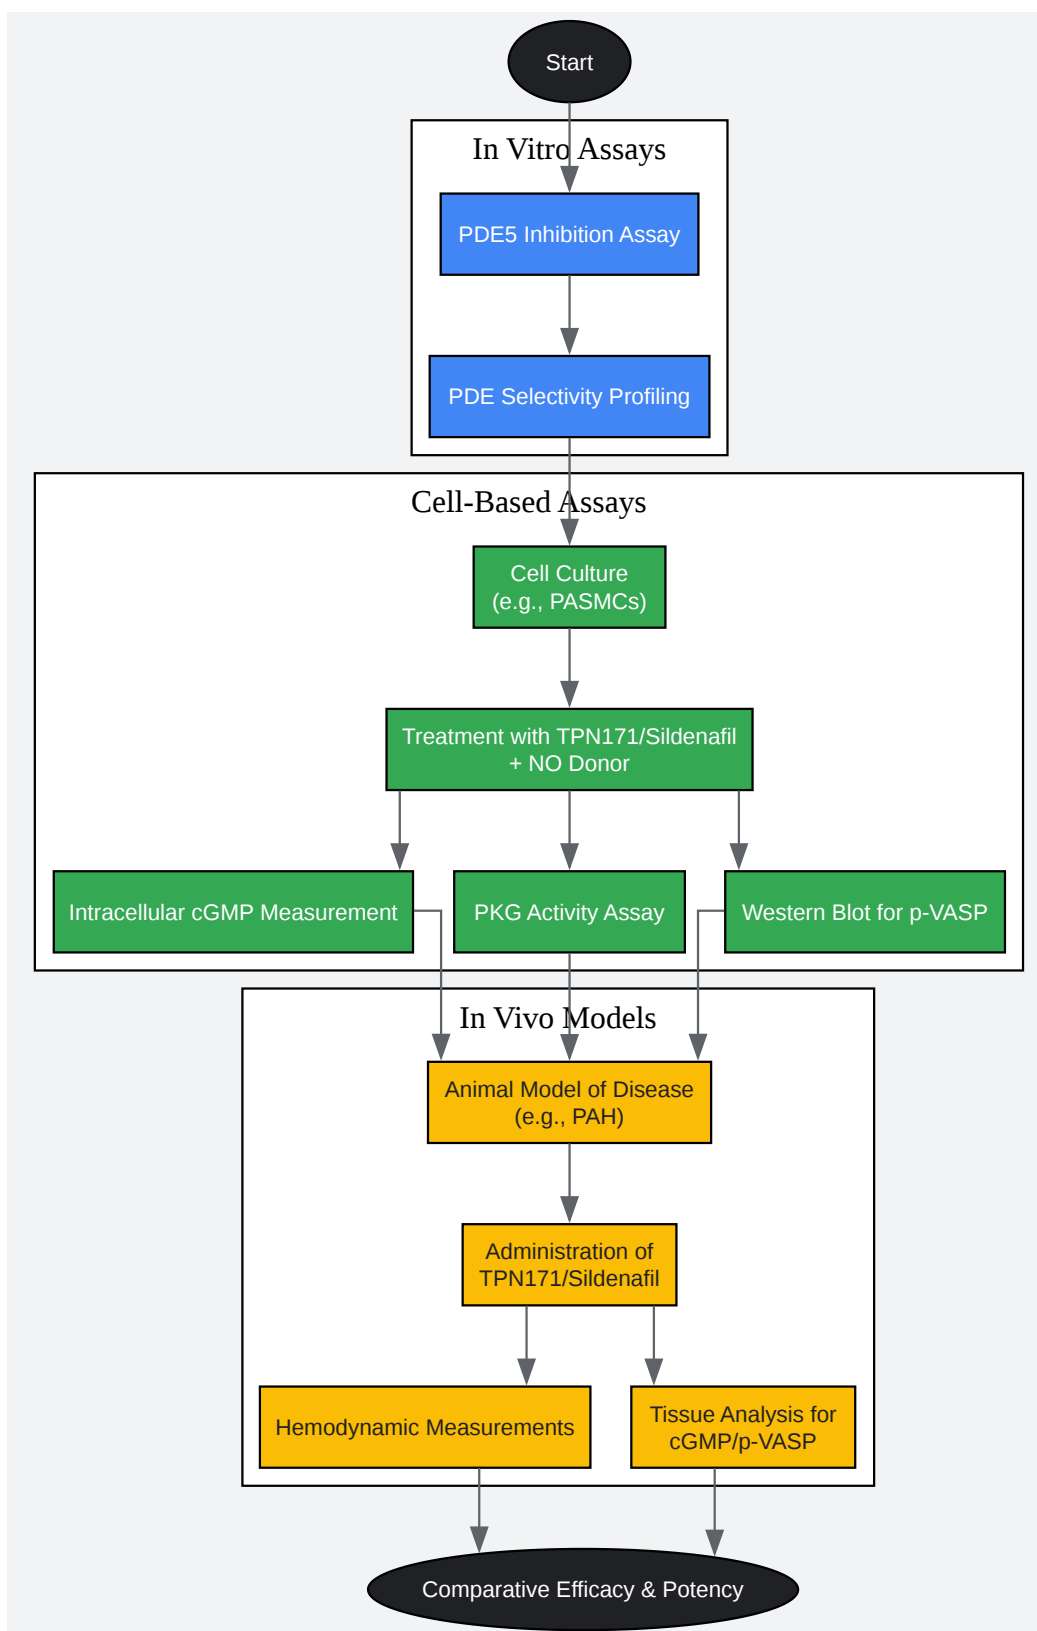 Start
In Vitro Assays
PDE5 Inhibition Assay
PDE Selectivity Profiling
Cell-Based Assays
Cell Culture
(e.g., PASMCs)
Treatment with TPN171/Sildenafil
+ NO Donor
Intracellular cGMP Measurement
PKG Activity Assay
Western Blot for p-VASP
In Vivo Models
Animal Model of Disease
(e.g., PAH)
Administration of
TPN171/Sildenafil
Hemodynamic Measurements
Tissue Analysis for
cGMP/p-VASP
Comparative Efficacy & Potency